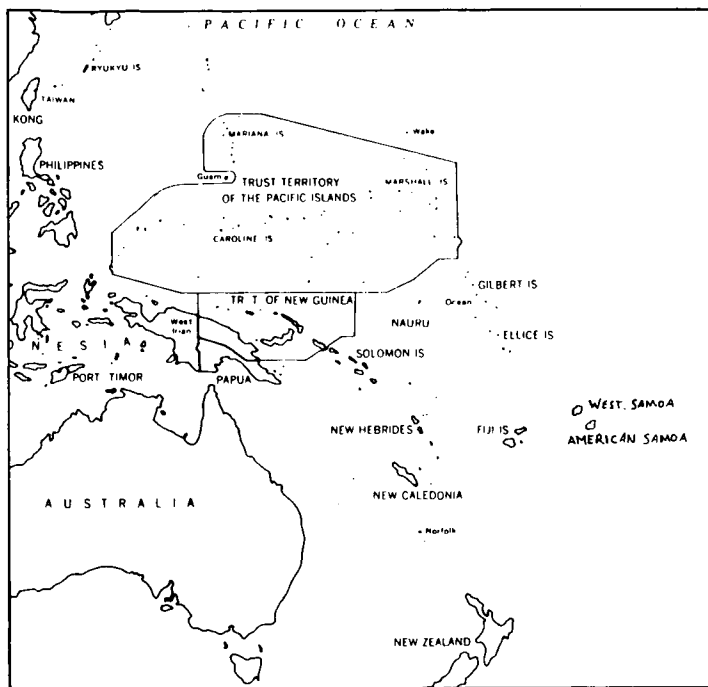 PACIFIC OCEAN
RYUKYU IS
TAIWAN
KONG
MARIANA IS
Wake
PHILIPPINES
Guam
TRUST TERRITORY
OF THE PACIFIC ISLANDS
MARSHALL IS
CAROLINE IS
GILBERT IS
TR T OF NEW GUINEA
Ocean
West
Irian
NAURU
ELLICE IS
NESIA
SOLOMON IS
PORT TIMOR
PAPUA
WEST. SAMOA
NEW HEBRIDES
FIJI IS
AMERICAN SAMOA
NEW CALEDONIA
AUSTRALIA
Norfolk
NEW ZEALAND